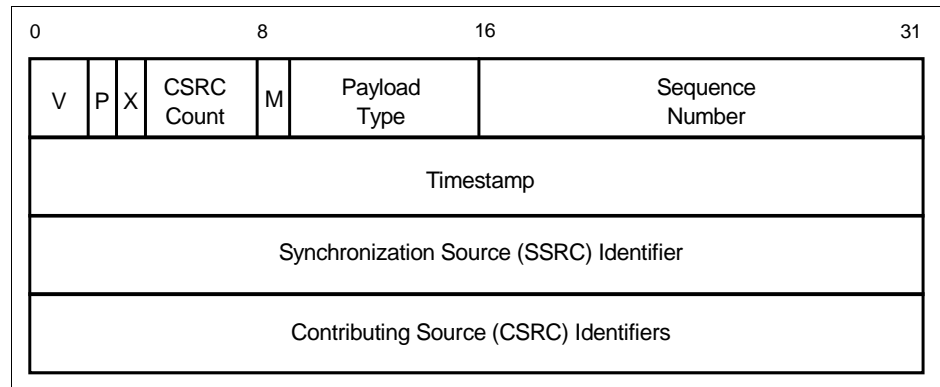 0 8 16 31
V P X CSRC Count M Payload Type Sequence Number
Timestamp
Synchronization Source (SSRC) Identifier
Contributing Source (CSRC) Identifiers